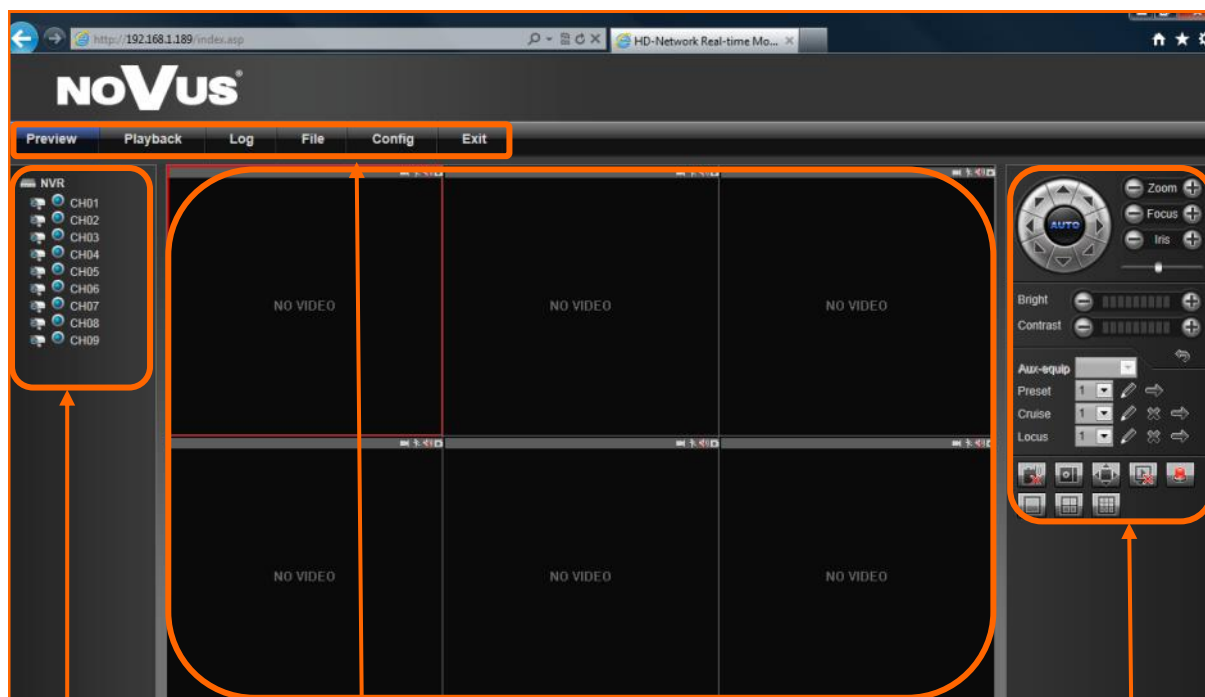 http://192.168.1.189/index.asp
HD-Network Real-time Mo...
NOVUS®
Preview Playback Log File Config Exit
NVR
CH01
CH02
CH03
CH04
CH05
CH06
CH07
CH08
CH09
NO VIDEO NO VIDEO NO VIDEO
NO VIDEO NO VIDEO NO VIDEO
AUTO
Zoom
Focus
Iris
Bright
Contrast
Aux-equip
Preset 1
Cruise 1
Locus 1